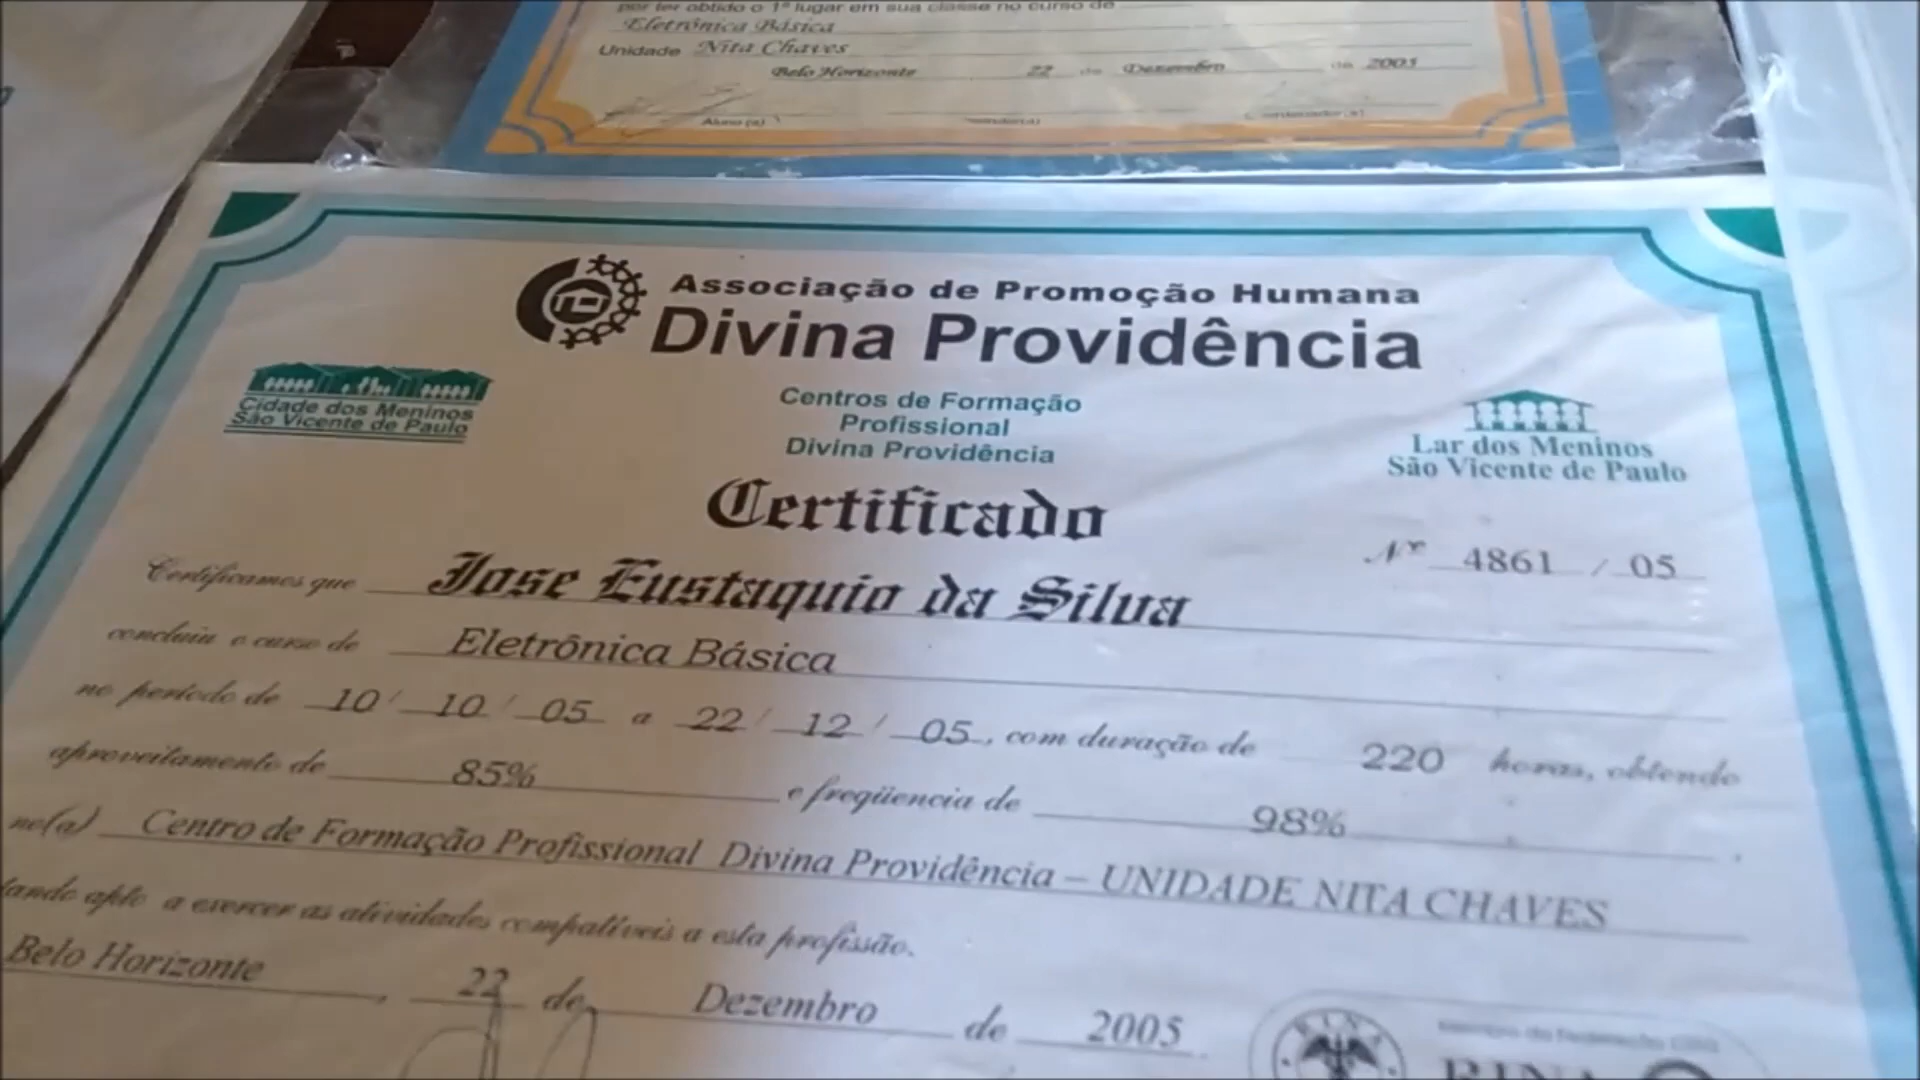 por ter obtido o 1º lugar em sua classe no curso de
Eletrônica Básica
Unidade Nita Chaves
Belo Horizonte 22 de Dezembro de 2005
Aluno(a)
Associação de Promoção Humana
Divina Providência
Cidade dos Meninos
São Vicente de Paulo
Centros de Formação
Profissional
Divina Providência
Lar dos Meninos
São Vicente de Paulo
Certificado
Nº 4861 / 05
Certificamos que Jose Eustaquio da Silva
concluiu o curso de Eletrônica Básica
no período de 10 / 10 / 05 a 22 / 12 / 05, com duração de 220 horas, obtendo
aproveitamento de 85% e freqüencia de 98%
no(a) Centro de Formação Profissional Divina Providência – UNIDADE NITA CHAVES
apto a exercer as atividades compatíveis a esta profissão.
Belo Horizonte, 22 de Dezembro de 2005
RINA